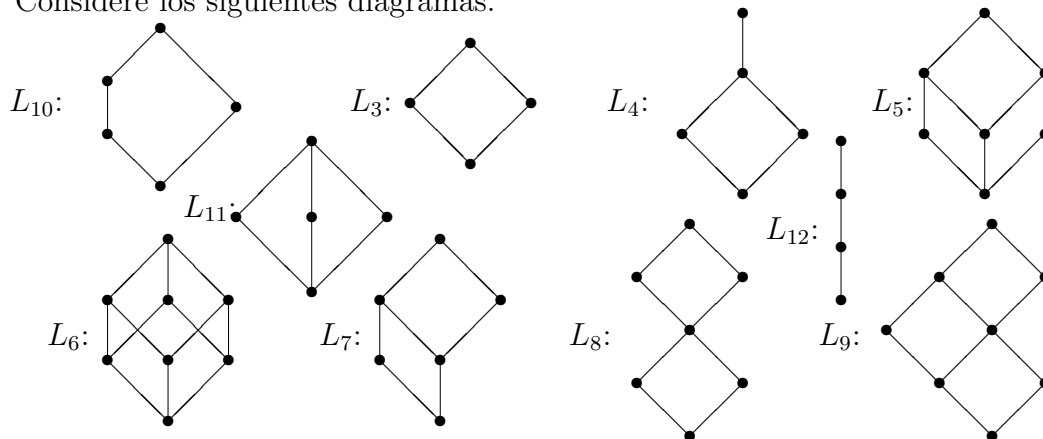 Considere los siguientes diagramas.
L10:
L3:
L4:
L5:
L11:
L12:
L6:
L7:
L8:
L9: